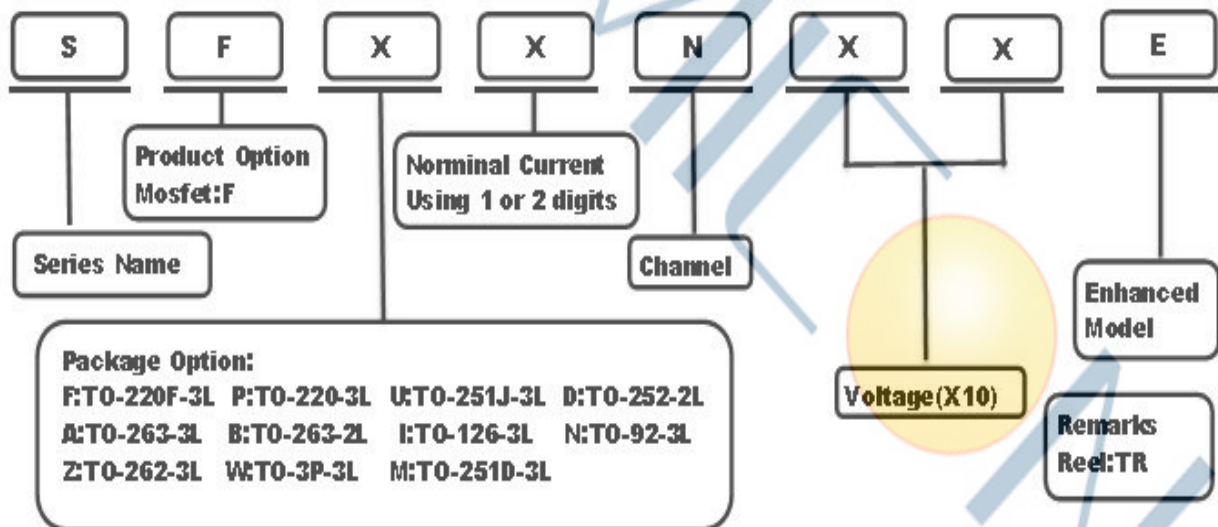 S F X X N X X E
Product Option
Mosfet:F
Norminal Current
Using 1 or 2 digits
Series Name
Channel
Enhanced
Model
Package Option:
F:TO-220F-3L P:TO-220-3L U:TO-251J-3L D:TO-252-2L
A:TO-263-3L B:TO-263-2L I:TO-126-3L N:TO-92-3L
Z:TO-262-3L W:TO-3P-3L M:TO-251D-3L
Voltage(X10)
Remarks
Reel:TR